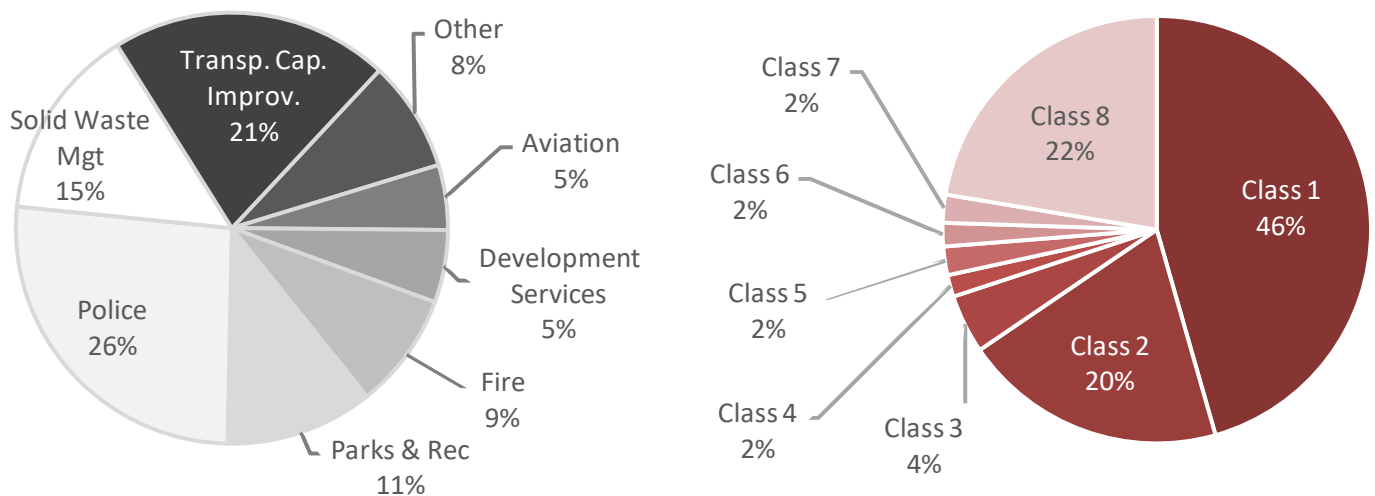 Transp. Cap.
Improv.
21%
Other
8%
Aviation
5%
Development
Services
5%
Fire
9%
Parks & Rec
11%
Police
26%
Solid Waste
Mgt
15%
Class 1
46%
Class 2
20%
Class 3
4%
Class 4
2%
Class 5
2%
Class 6
2%
Class 7
2%
Class 8
22%